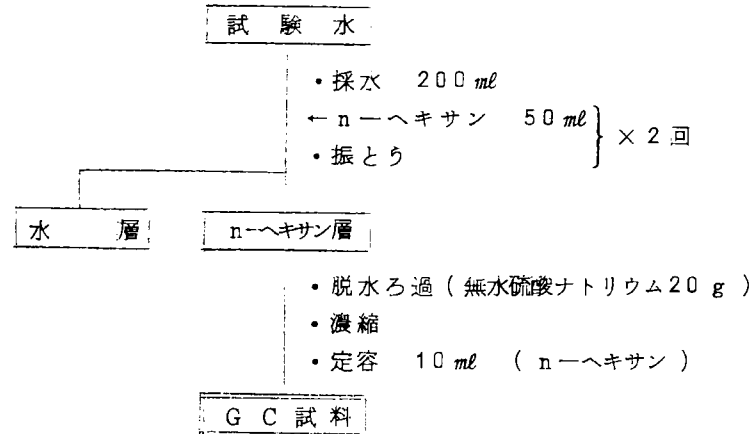 試験水
・採水 200 ml
← n－ヘキサン 50 ml
・振とう
} × 2回
水層
n-ヘキサン層
・脱水ろ過（無水硫酸ナトリウム20 g）
・濃縮
・定容 10 ml （n－ヘキサン）
GC試料